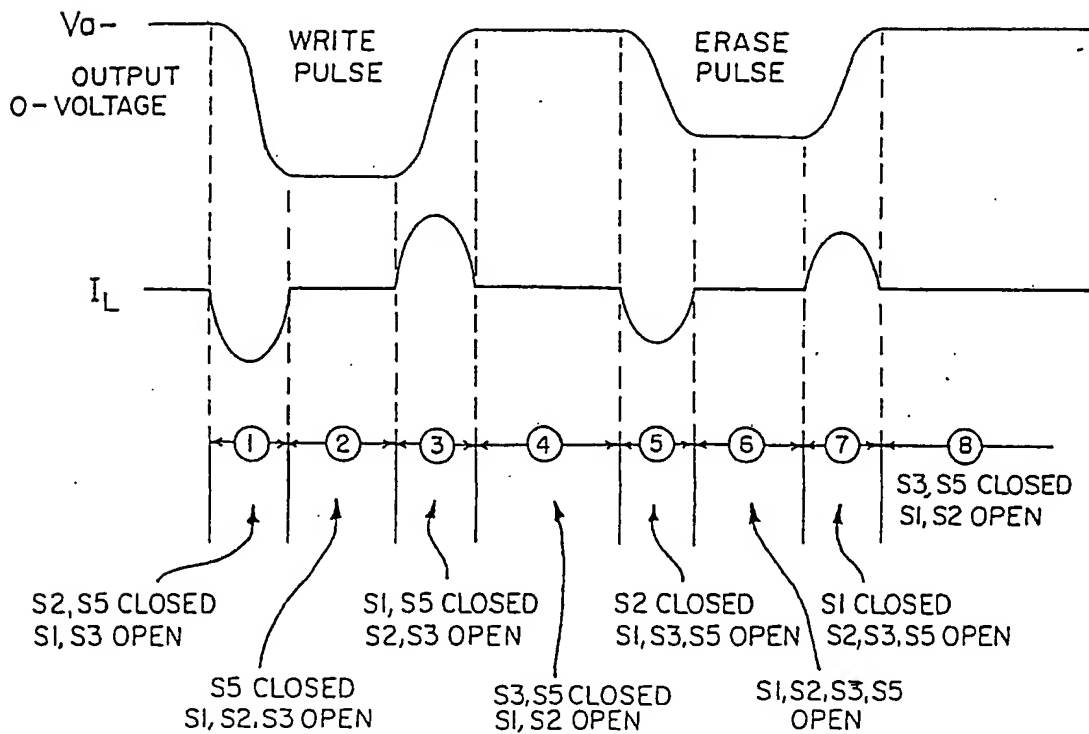 Va-
WRITE
PULSE
ERASE
PULSE
OUTPUT
O-VOLTAGE
IL
1
2
3
4
5
6
7
8
S3, S5 CLOSED
S1, S2 OPEN
S2, S5 CLOSED
S1, S3 OPEN
S1, S5 CLOSED
S2, S3 OPEN
S2 CLOSED
S1, S3, S5 OPEN
S1 CLOSED
S2, S3, S5 OPEN
S5 CLOSED
S1, S2, S3 OPEN
S3, S5 CLOSED
S1, S2 OPEN
S1, S2, S3, S5
OPEN